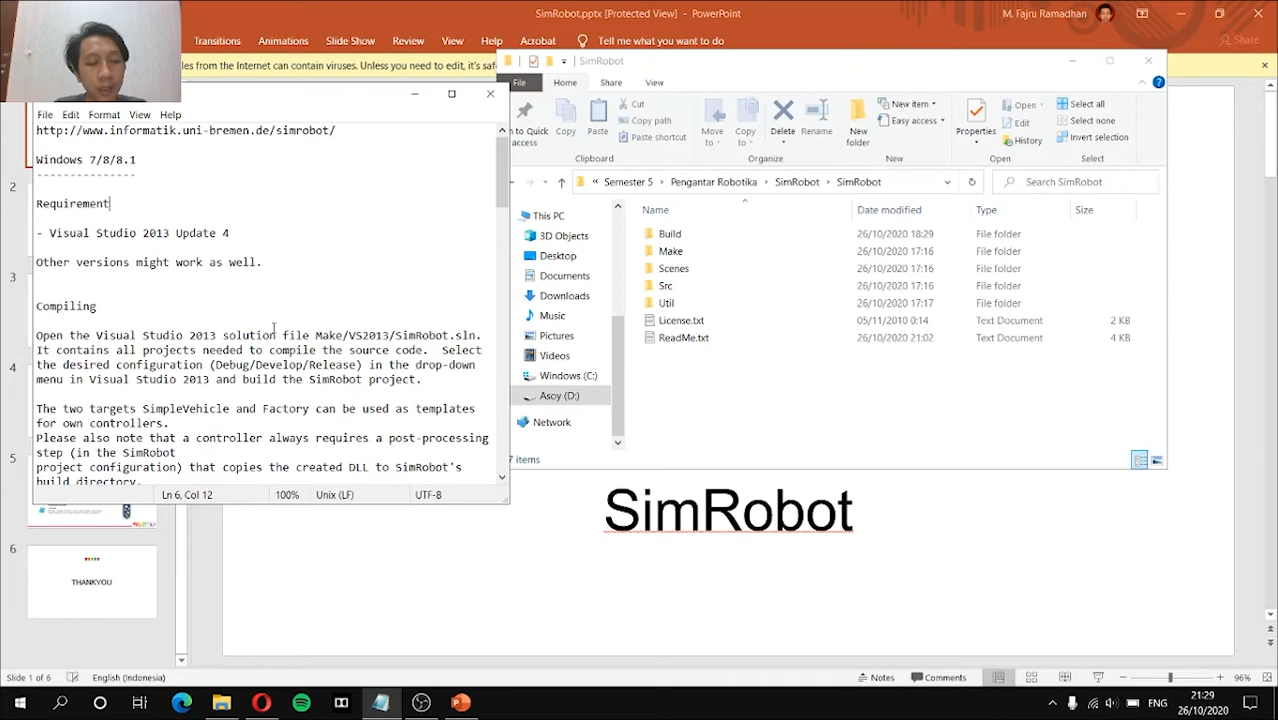 SimRobot.pptx [Protected View] - PowerPoint
M. Fajru Ramadhan
Transitions
Animations
Slide Show
Review
View
Help
Acrobat
Tell me what you want to do
Share
les from the Internet can contain viruses. Unless you need to edit, it's safe
File
Edit
Format
View
Help
http://www.informatik.uni-bremen.de/simrobot/
Windows 7/8/8.1
---------------
Requirement
- Visual Studio 2013 Update 4
Other versions might work as well.
Compiling
Open the Visual Studio 2013 solution file Make/VS2013/SimRobot.sln.
It contains all projects needed to compile the source code. Select
the desired configuration (Debug/Develop/Release) in the drop-down
menu in Visual Studio 2013 and build the SimRobot project.
The two targets SimpleVehicle and Factory can be used as templates
for own controllers.
Please also note that a controller always requires a post-processing
step (in the SimRobot
project configuration) that copies the created DLL to SimRobot's
build directory.
Ln 6, Col 12
100%
Unix (LF)
UTF-8
SimRobot
File
Home
Share
View
n to Quick
access
Copy
Paste
Cut
Copy path
Paste shortcut
Move
to
Copy
to
Delete
Rename
New
folder
New item
Easy access
Properties
Open
Edit
History
Select all
Select none
Invert selection
Clipboard
Organize
New
Open
Select
« Semester 5 > Pengantar Robotika > SimRobot > SimRobot
Search SimRobot
This PC
3D Objects
Desktop
Documents
Downloads
Music
Pictures
Videos
Windows (C:)
Asoy (D:)
Network
Name Date modified Type Size
Build 26/10/2020 18:29 File folder
Make 26/10/2020 17:16 File folder
Scenes 26/10/2020 17:16 File folder
Src 26/10/2020 17:16 File folder
Util 26/10/2020 17:17 File folder
License.txt 05/11/2010 0:14 Text Document 2 KB
ReadMe.txt 26/10/2020 21:02 Text Document 4 KB
7 items
2
3
4
5
6
THANKYOU
SimRobot
Slide 1 of 6
English (Indonesia)
Notes
Comments
96%
ENG
21:29
26/10/2020